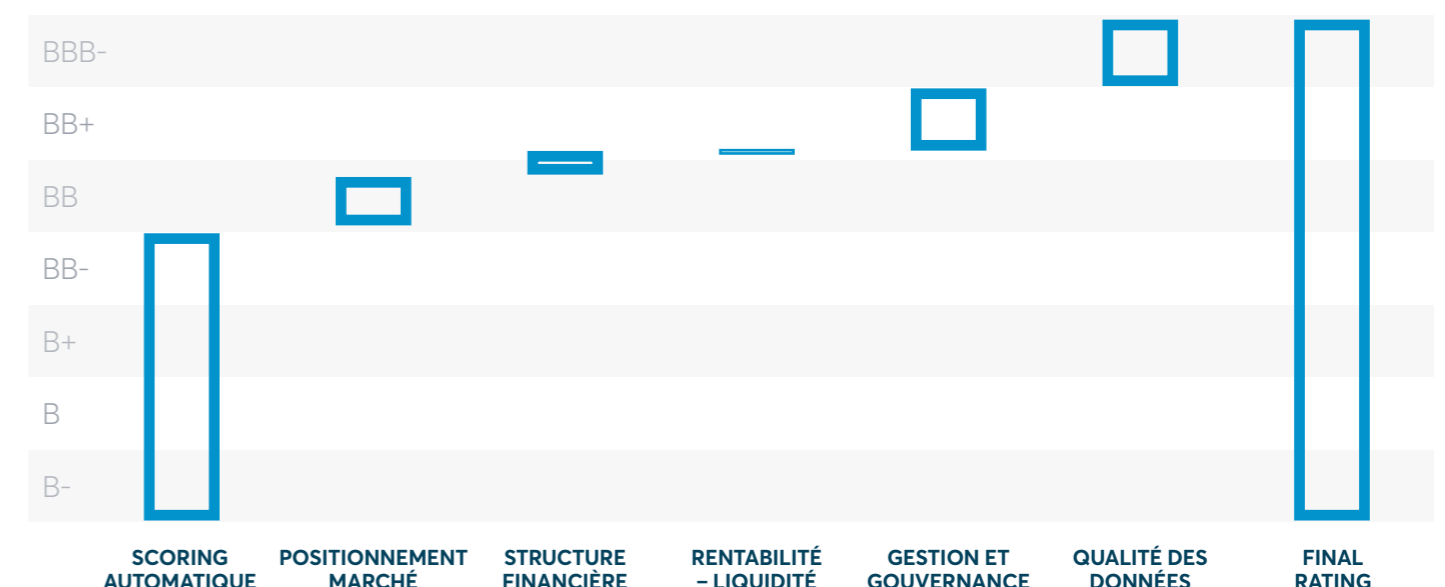 BBB-
BB+
BB
BB-
B+
B
B-
SCORING
AUTOMATIQUE
POSITIONNEMENT
MARCHÉ
STRUCTURE
FINANCIÈRE
RENTABILITÉ
– LIQUIDITÉ
GESTION ET
GOUVERNANCE
QUALITÉ DES
DONNÉES
FINAL
RATING